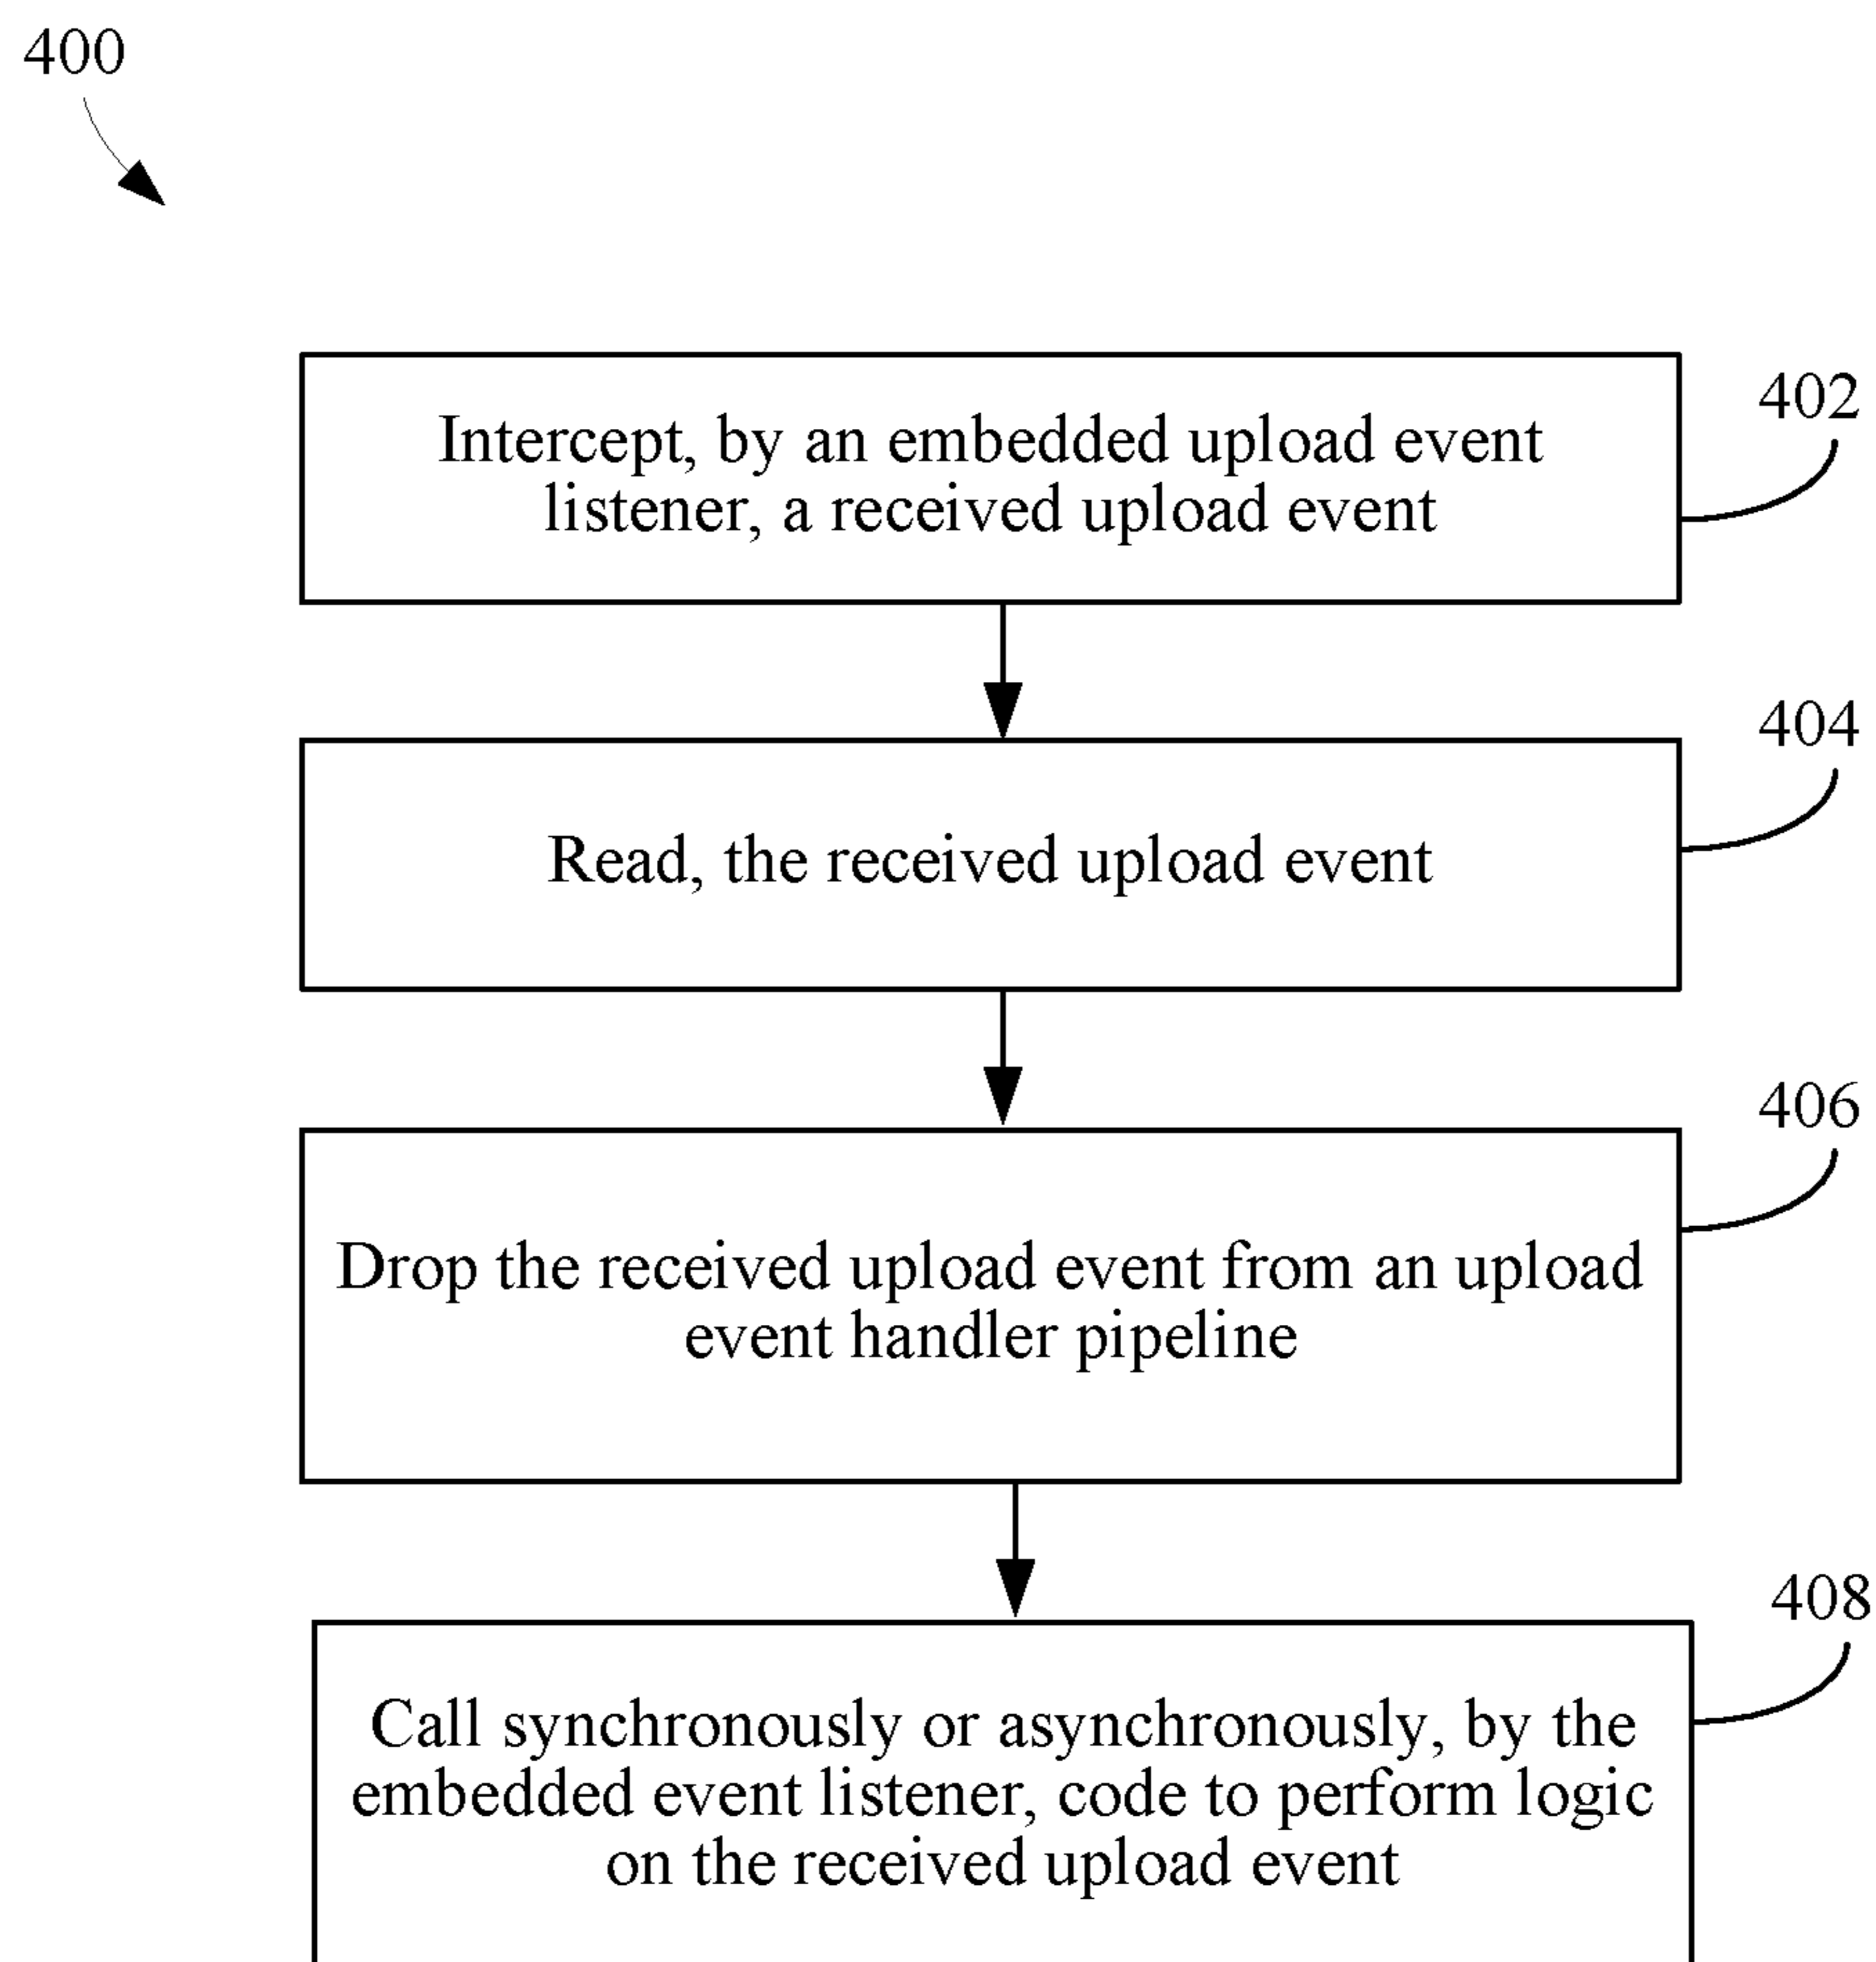 400
402
Intercept, by an embedded upload event
listener, a received upload event
404
Read, the received upload event
406
Drop the received upload event from an upload
event handler pipeline
408
Call synchronously or asynchronously, by the
embedded event listener, code to perform logic
on the received upload event